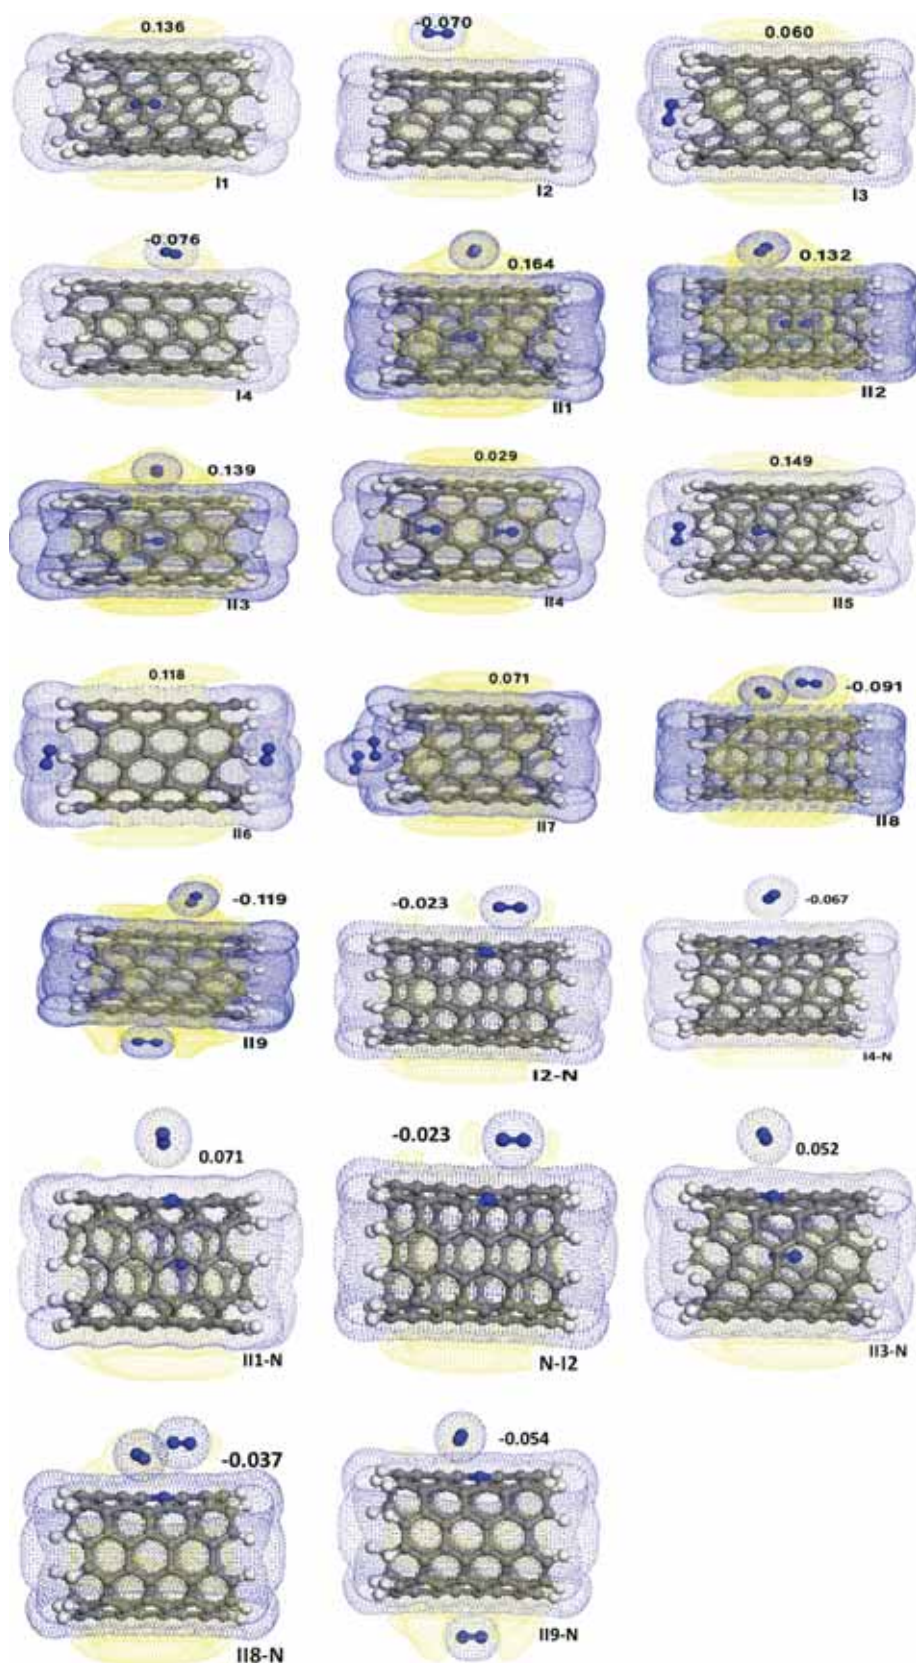 0.136
I1
-0.070
I2
0.060
I3
-0.076
I4
0.164
II1
0.132
II2
0.139
II3
0.029
II4
0.149
II5
0.118
II6
0.071
II7
-0.091
II8
-0.119
II9
-0.023
I2-N
-0.067
I4-N
0.071
II1-N
-0.023
N-I2
0.052
II3-N
-0.037
II8-N
-0.054
II9-N